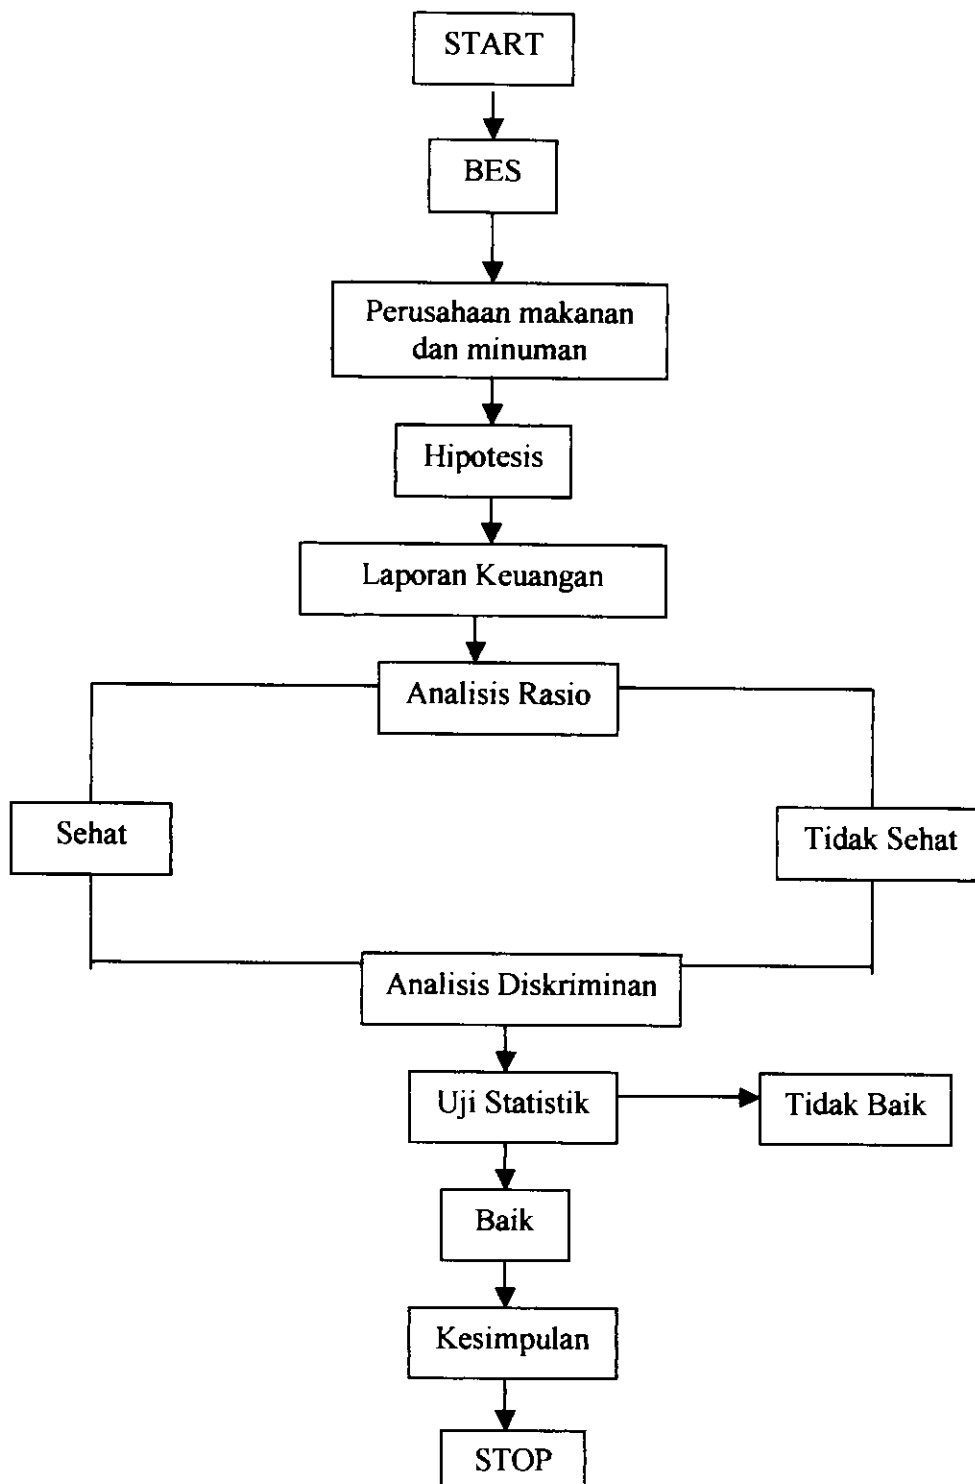 START
BES
Perusahaan makanan
dan minuman
Hipotesis
Laporan Keuangan
Analisis Rasio
Sehat
Tidak Sehat
Analisis Diskriminan
Uji Statistik
Tidak Baik
Baik
Kesimpulan
STOP